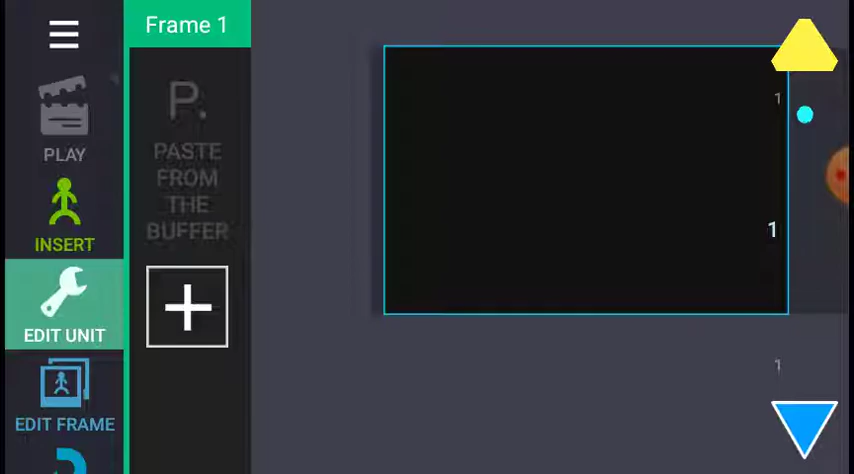 Frame 1
PLAY
INSERT
EDIT UNIT
EDIT FRAME
P.
PASTE
FROM
THE
BUFFER
1
1
1